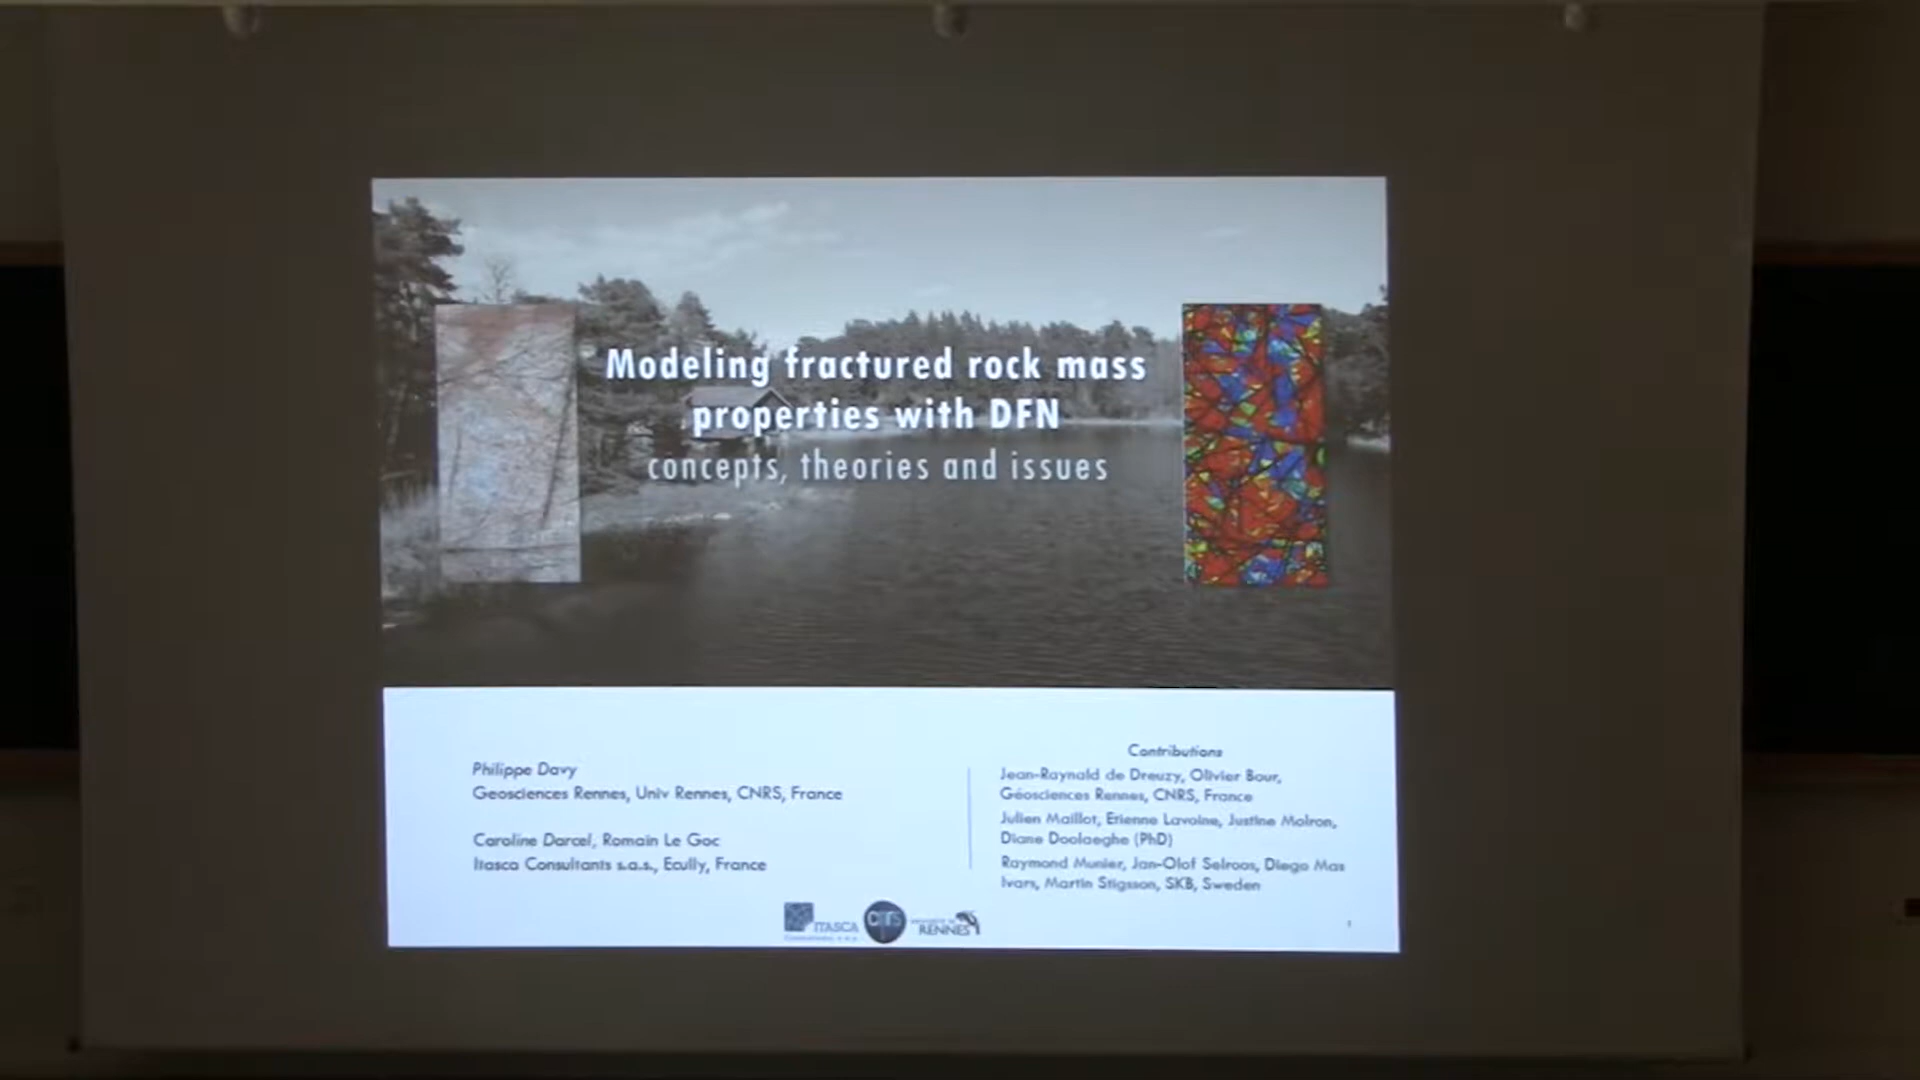 Modeling fractured rock mass
properties with DFN
concepts, theories and issues
Philippe Davy
Geosciences Rennes, Univ Rennes, CNRS, France
Caroline Darcel, Romain Le Goc
Itasca Consultants s.a.s., Ecully, France
Contributions
Jean-Raynald de Dreuzy, Olivier Bour,
Géosciences Rennes, CNRS, France
Julien Maillot, Etienne Lavoine, Justine Molron,
Diane Doolaeghe (PhD)
Raymond Munier, Jan-Olof Selroos, Diego Mas
Ivars, Martin Stigsson, SKB, Sweden
ITASCA
cnrs
RENNES